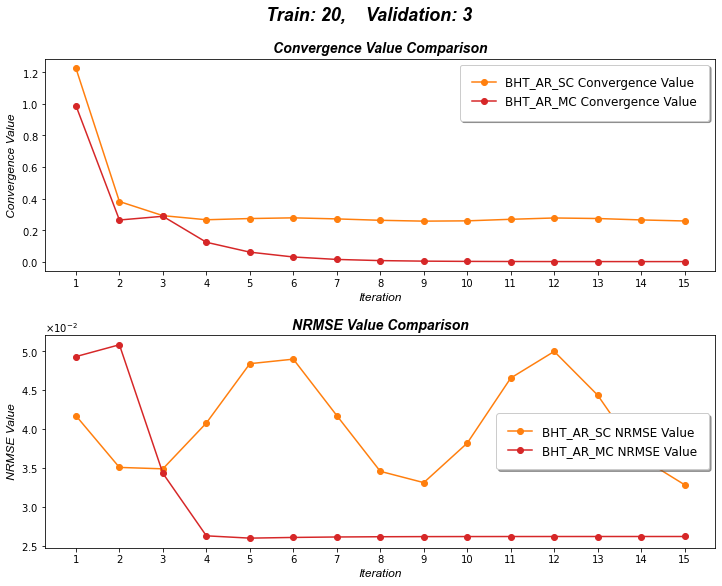 Train: 20,    Validation: 3
Convergence Value Comparison
Convergence Value
1.2
1.0
0.8
0.6
0.4
0.2
0.0
BHT_AR_SC Convergence Value
BHT_AR_MC Convergence Value
1 2 3 4 5 6 7 8 9 10 11 12 13 14 15
Iteration
NRMSE Value Comparison
×10⁻²
NRMSE Value
5.0
4.5
4.0
3.5
3.0
2.5
BHT_AR_SC NRMSE Value
BHT_AR_MC NRMSE Value
1 2 3 4 5 6 7 8 9 10 11 12 13 14 15
Iteration